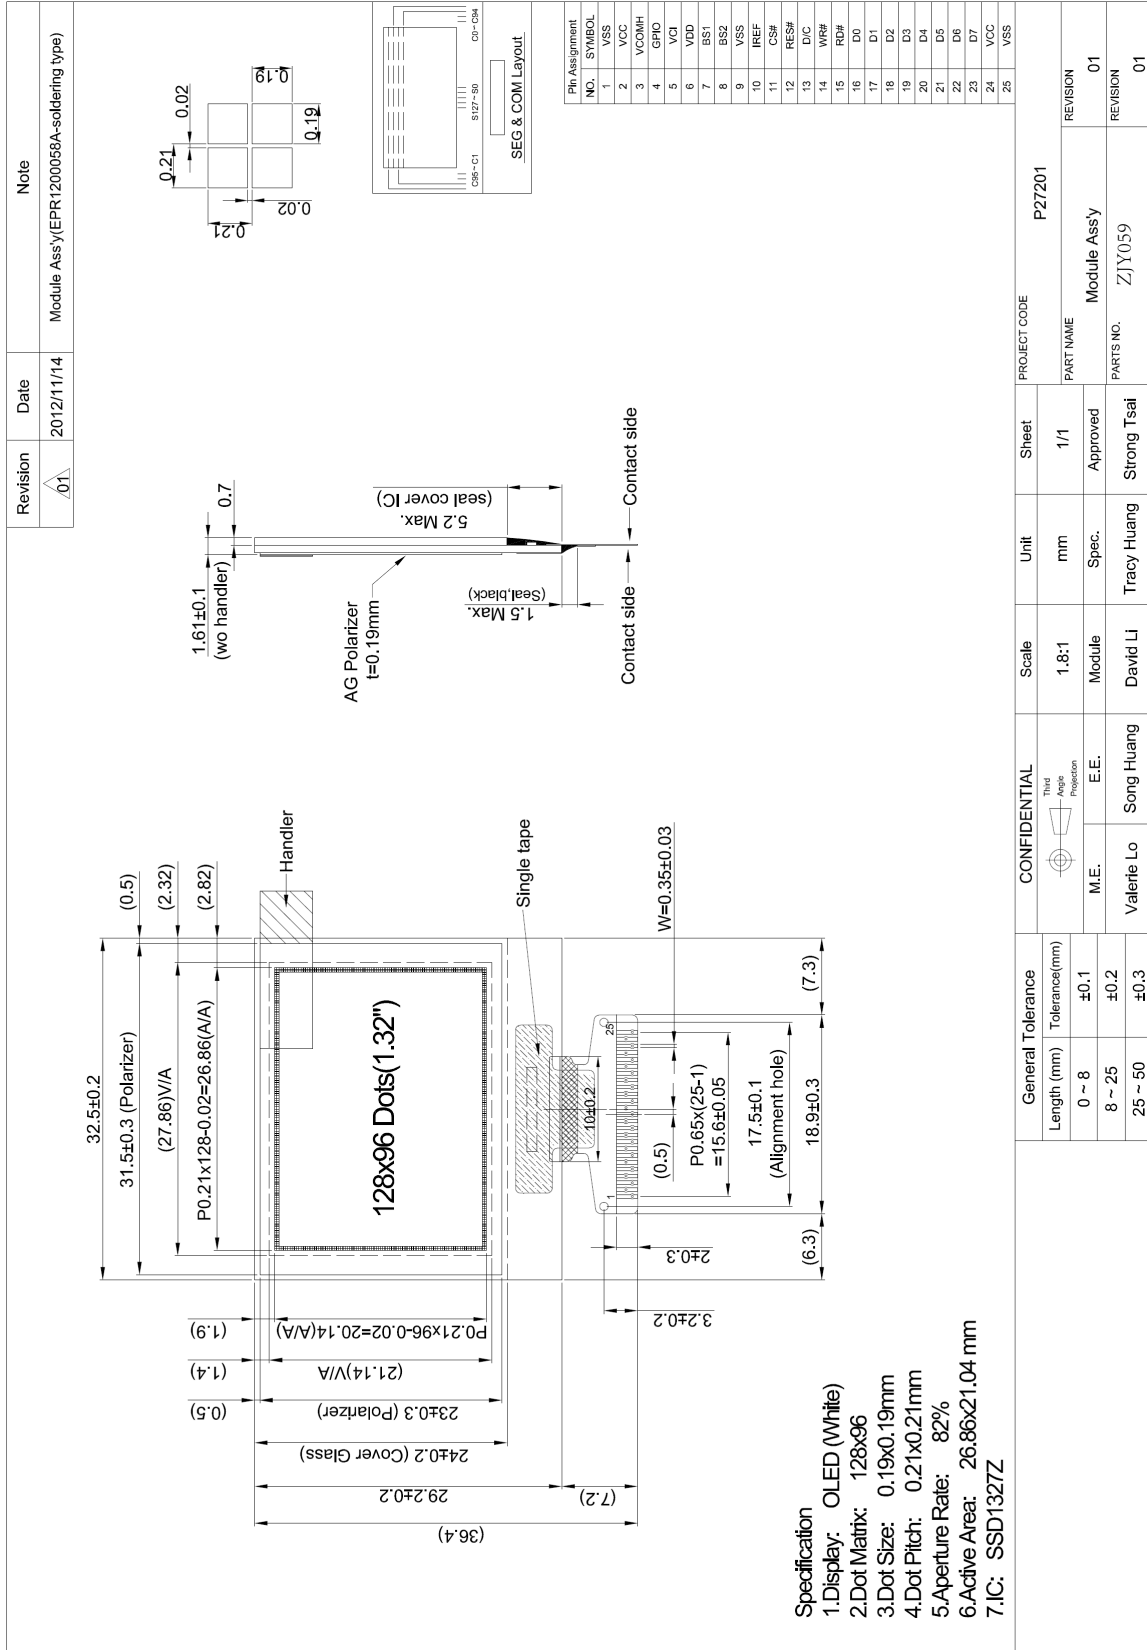 Revision Date Note
01 2012/11/14 Module Ass'y(EPR1200058A-soldering type)
32.5±0.2
31.5±0.3 (Polarizer)
(0.5)
(27.86)V/A
(2.32)
P0.21x128-0.02=26.86(A/A)
(2.82)
Handler
128x96 Dots(1.32")
Single tape
(1.9)
P0.21x96-0.02=20.14(A/A)
(1.4)
(21.14)V/A
(0.5)
23±0.3 (Polarizer)
24±0.2 (Cover Glass)
29.2±0.2
(7.2)
(36.4)
10±0.2
1
25
W=0.35±0.03
(0.5)
P0.65x(25-1)
=15.6±0.05
17.5±0.1
(Alignment hole)
18.9±0.3
(6.3)
(7.3)
2±0.3
3.2±0.2
1.61±0.1
(wo handler)
0.7
AG Polarizer
t=0.19mm
5.2 Max.
(seal cover IC)
1.5 Max.
(Seal,black)
Contact side
Contact side
0.21
0.02
0.19
0.19
0.21
0.02
C95 ~ C1
S127 ~ S0
C0 ~ C94
SEG & COM Layout
Pin Assignment
NO. SYMBOL
1 VSS
2 VCC
3 VCOMH
4 GPIO
5 VCI
6 VDD
7 BS1
8 BS2
9 VSS
10 IREF
11 CS#
12 RES#
13 D/C
14 WR#
15 RD#
16 D0
17 D1
18 D2
19 D3
20 D4
21 D5
22 D6
23 D7
24 VCC
25 VSS
Specification
1.Display: OLED (White)
2.Dot Matrix: 128x96
3.Dot Size: 0.19x0.19mm
4.Dot Pitch: 0.21x0.21mm
5.Aperture Rate: 82%
6.Active Area: 26.86x21.04 mm
7.IC: SSD1327Z
General Tolerance
Length (mm) Tolerance(mm)
0 ~ 8 ±0.1
8 ~ 25 ±0.2
25 ~ 50 ±0.3
CONFIDENTIAL
Third
Angle
Projection
M.E. E.E. Module Spec. Approved
Valerie Lo Song Huang David Li Tracy Huang Strong Tsai
Scale Unit Sheet
1.8:1 mm 1/1
PROJECT CODE
P27201
PART NAME
Module Ass'y
REVISION
01
PARTS NO.
ZJY059
REVISION
01